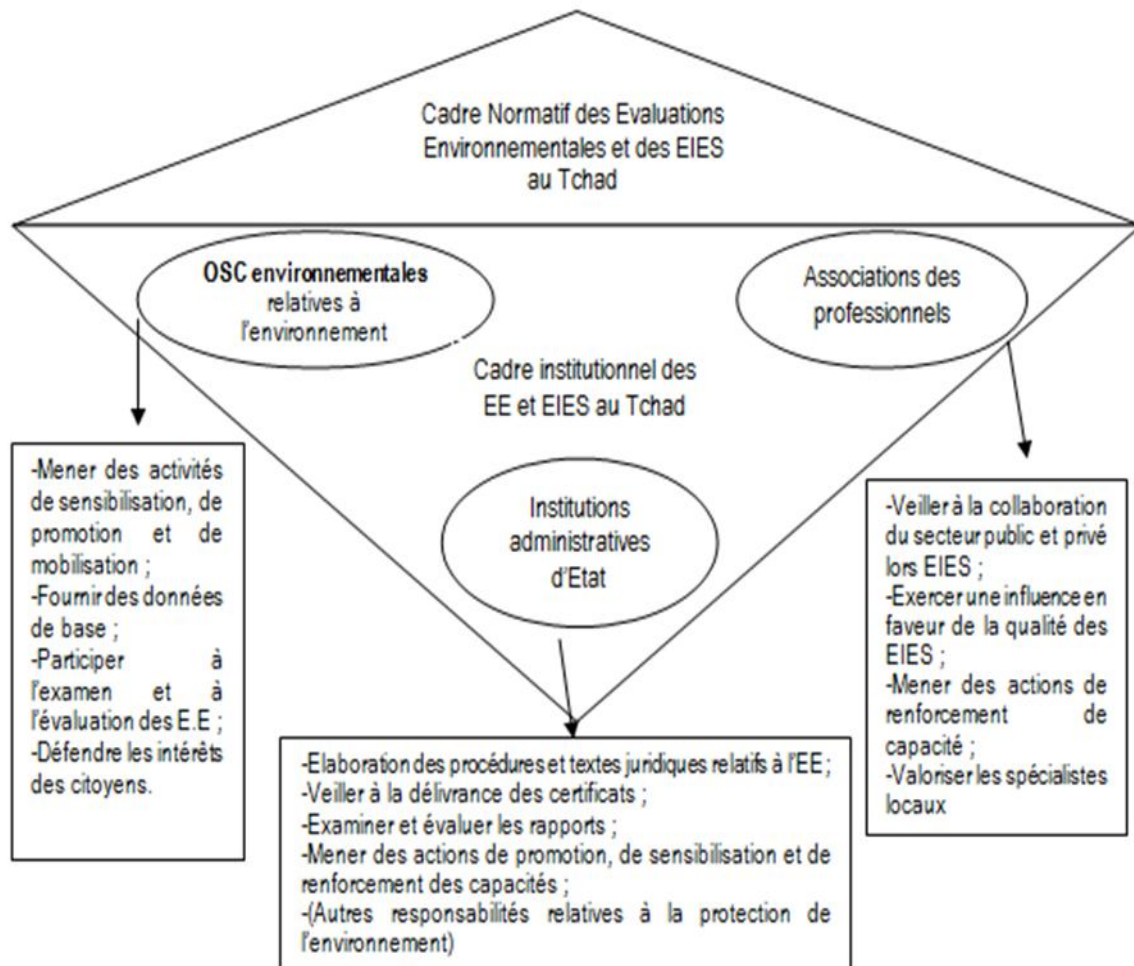 Cadre Normatif des Evaluations
Environnementales et des EIES
au Tchad
OSC environnementales
relatives à
l'environnement
Associations des
professionnels
Cadre institutionnel des
EE et EIES au Tchad
Institutions
administratives
d'Etat
-Mener des activités
de sensibilisation, de
promotion et de
mobilisation ;
-Fournir des données
de base ;
-Participer à
l'examen et à
l'évaluation des E.E ;
-Défendre les intérêts
des citoyens.
-Elaboration des procédures et textes juridiques relatifs à l'EE ;
-Veiller à la délivrance des certificats ;
-Examiner et évaluer les rapports ;
-Mener des actions de promotion, de sensibilisation et de
renforcement des capacités ;
-(Autres responsabilités relatives à la protection de
l'environnement)
-Veiller à la collaboration
du secteur public et privé
lors EIES ;
-Exercer une influence en
faveur de la qualité des
EIES ;
-Mener des actions de
renforcement de
capacité ;
-Valoriser les spécialistes
locaux